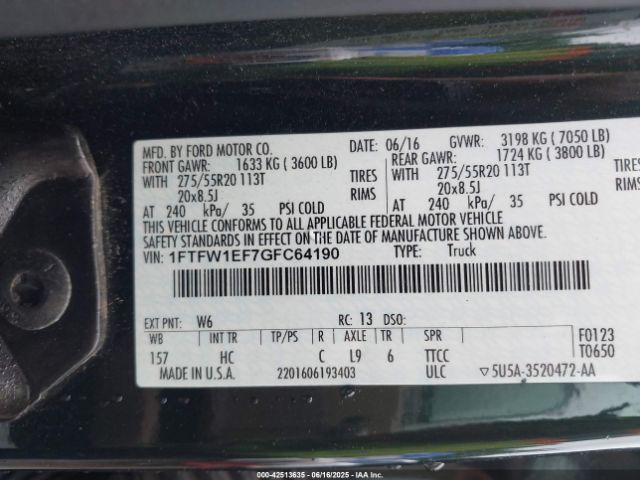 MFD. BY FORD MOTOR CO.
DATE: 06/16 GVWR: 3198 KG ( 7050 LB)
FRONT GAWR: 1633 KG ( 3600 LB)
REAR GAWR: 1724 KG ( 3800 LB)
WITH 275/55R20 113T TIRES WITH 275/55R20 113T TIRES
20x8.5J RIMS 20x8.5J RIMS
AT 240 kPa/ 35 PSI COLD AT 240 kPa/ 35 PSI COLD
THIS VEHICLE CONFORMS TO ALL APPLICABLE FEDERAL MOTOR VEHICLE
SAFETY STANDARDS IN EFFECT ON THE DATE OF MANUFACTURE SHOWN ABOVE.
VIN: 1FTFW1EF7GFC64190 TYPE: Truck
EXT PNT: W6 RC: 13 DSO:
WB INT TR TP/PS R AXLE TR SPR F0123
157 HC C L9 6 TTCC T0650
MADE IN U.S.A. 2201606193403 ULC ▽5U5A-3520472-AA
000-42513635 - 06/16/2025 - IAA Inc.